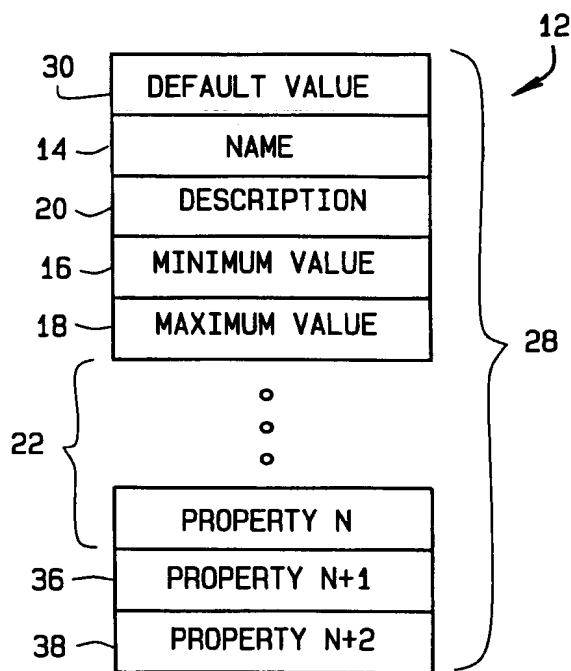 12
30 DEFAULT VALUE
14 NAME
20 DESCRIPTION
16 MINIMUM VALUE
18 MAXIMUM VALUE
28
22
PROPERTY N
36 PROPERTY N+1
38 PROPERTY N+2